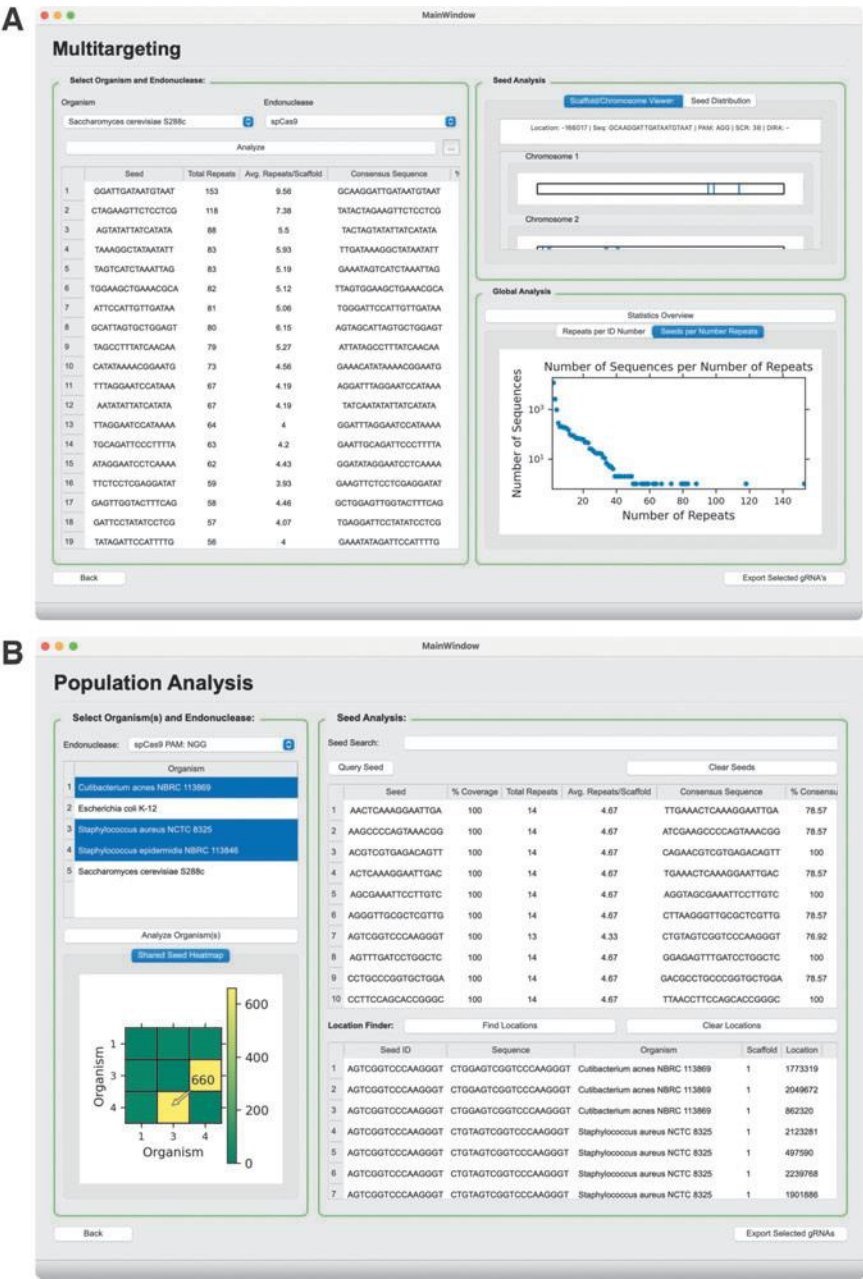 A
MainWindow
Multitargeting
Select Organism and Endonuclease:
Organism Endonuclease
Saccharomyces cerevisiae S288c spCas9
Analyze ...
Seed Total Repeats Avg. Repeats/Scaffold Consensus Sequence %
1 GGATTGATAATGTAAT 153 9.56 GCAAGGATTGATAATGTAAT
2 CTAGAAGTTCTCCTCG 118 7.38 TATACTAGAAGTTCTCCTCG
3 AGTATATTATCATATA 88 5.5 TACTAGTATATTATCATATA
4 TAAAGGCTATAATATT 83 5.93 TTGATAAAGGCTATAATATT
5 TAGTCATCTAAATTAG 83 5.19 GAAATAGTCATCTAAATTAG
6 TGGAAGCTGAAACGCA 82 5.12 TTAGTGGAAGCTGAAACGCA
7 ATTCCATTGTTGATAA 81 5.06 TGGGATTCCATTGTTGATAA
8 GCATTAGTGCTGGAGT 80 6.15 AGTAGCATTAGTGCTGGAGT
9 TAGCCTTTATCAACAA 79 5.27 ATTATAGCCTTTATCAACAA
10 CATATAAAACGGAATG 73 4.56 GAAACATATAAAACGGAATG
11 TTTAGGAATCCATAAA 67 4.19 AGGATTTAGGAATCCATAAA
12 AATATATTATCATATA 67 4.19 TATCAATATATTATCATATA
13 TTAGGAATCCATAAAA 64 4 GGATTTAGGAATCCATAAAA
14 TGCAGATTCCCTTTTA 63 4.2 GAATTGCAGATTCCCTTTTA
15 ATAGGAATCCTCAAAA 62 4.43 GGATATAGGAATCCTCAAAA
16 TTCTCCTCGAGGATAT 59 3.93 GAAGTTCTCCTCGAGGATAT
17 GAGTTGGTACTTTCAG 58 4.46 GCTGGAGTTGGTACTTTCAG
18 GATTCCTATATCCTCG 57 4.07 TGAGGATTCCTATATCCTCG
19 TATAGATTCCATTTTG 56 4 GAAATATAGATTCCATTTTG
Seed Analysis
Scaffold/Chromosome Viewer Seed Distribution
Location: -166017 | Seq: GCAAGGATTGATAATGTAAT | PAM: AGG | SCR: 36 | DIRA: -
Chromosome 1
Chromosome 2
Global Analysis
Statistics Overview
Repeats per ID Number Seeds per Number Repeats
Number of Sequences per Number of Repeats
Number of Sequences
10³
10¹
20 40 60 80 100 120 140
Number of Repeats
Back Export Selected gRNA's
B
MainWindow
Population Analysis
Select Organism(s) and Endonuclease:
Endonuclease: spCas9 PAM: NGG
Organism
1 Cutibacterium acnes NBRC 113869
2 Escherichia coli K-12
3 Staphylococcus aureus NCTC 8325
4 Staphylococcus epidermidis NBRC 113846
5 Saccharomyces cerevisiae S288c
Analyze Organism(s)
Shared Seed Heatmap
Organism
1
3
4
660
1 3 4
Organism
600
400
200
0
Seed Analysis:
Seed Search:
Query Seed Clear Seeds
Seed % Coverage Total Repeats Avg. Repeats/Scaffold Consensus Sequence % Consensu
1 AACTCAAAGGAATTGA 100 14 4.67 TTGAAACTCAAAGGAATTGA 78.57
2 AAGCCCCAGTAAACGG 100 14 4.67 ATCGAAGCCCCAGTAAACGG 78.57
3 ACGTCGTGAGACAGTT 100 14 4.67 CAGAACGTCGTGAGACAGTT 100
4 ACTCAAAGGAATTGAC 100 14 4.67 TGAAACTCAAAGGAATTGAC 78.57
5 AGCGAAATTCCTTGTC 100 14 4.67 AGGTAGCGAAATTCCTTGTC 100
6 AGGGTTGCGCTCGTTG 100 14 4.67 CTTAAGGGTTGCGCTCGTTG 78.57
7 AGTCGGTCCCAAGGGT 100 13 4.33 CTGTAGTCGGTCCCAAGGGT 76.92
8 AGTTTGATCCTGGCTC 100 14 4.67 GGAGAGTTTGATCCTGGCTC 100
9 CCTGCCCGGTGCTGGA 100 14 4.67 GACGCCTGCCCGGTGCTGGA 78.57
10 CCTTCCAGCACCGGGC 100 14 4.67 TTAACCTTCCAGCACCGGGC 100
Location Finder: Find Locations Clear Locations
Seed ID Sequence Organism Scaffold Location
1 AGTCGGTCCCAAGGGT CTGGAGTCGGTCCCAAGGGT Cutibacterium acnes NBRC 113869 1 1773319
2 AGTCGGTCCCAAGGGT CTGGAGTCGGTCCCAAGGGT Cutibacterium acnes NBRC 113869 1 2049672
3 AGTCGGTCCCAAGGGT CTGGAGTCGGTCCCAAGGGT Cutibacterium acnes NBRC 113869 1 862320
4 AGTCGGTCCCAAGGGT CTGTAGTCGGTCCCAAGGGT Staphylococcus aureus NCTC 8325 1 2123281
5 AGTCGGTCCCAAGGGT CTGTAGTCGGTCCCAAGGGT Staphylococcus aureus NCTC 8325 1 497590
6 AGTCGGTCCCAAGGGT CTGTAGTCGGTCCCAAGGGT Staphylococcus aureus NCTC 8325 1 2239768
7 AGTCGGTCCCAAGGGT CTGTAGTCGGTCCCAAGGGT Staphylococcus aureus NCTC 8325 1 1901886
Back Export Selected gRNAs